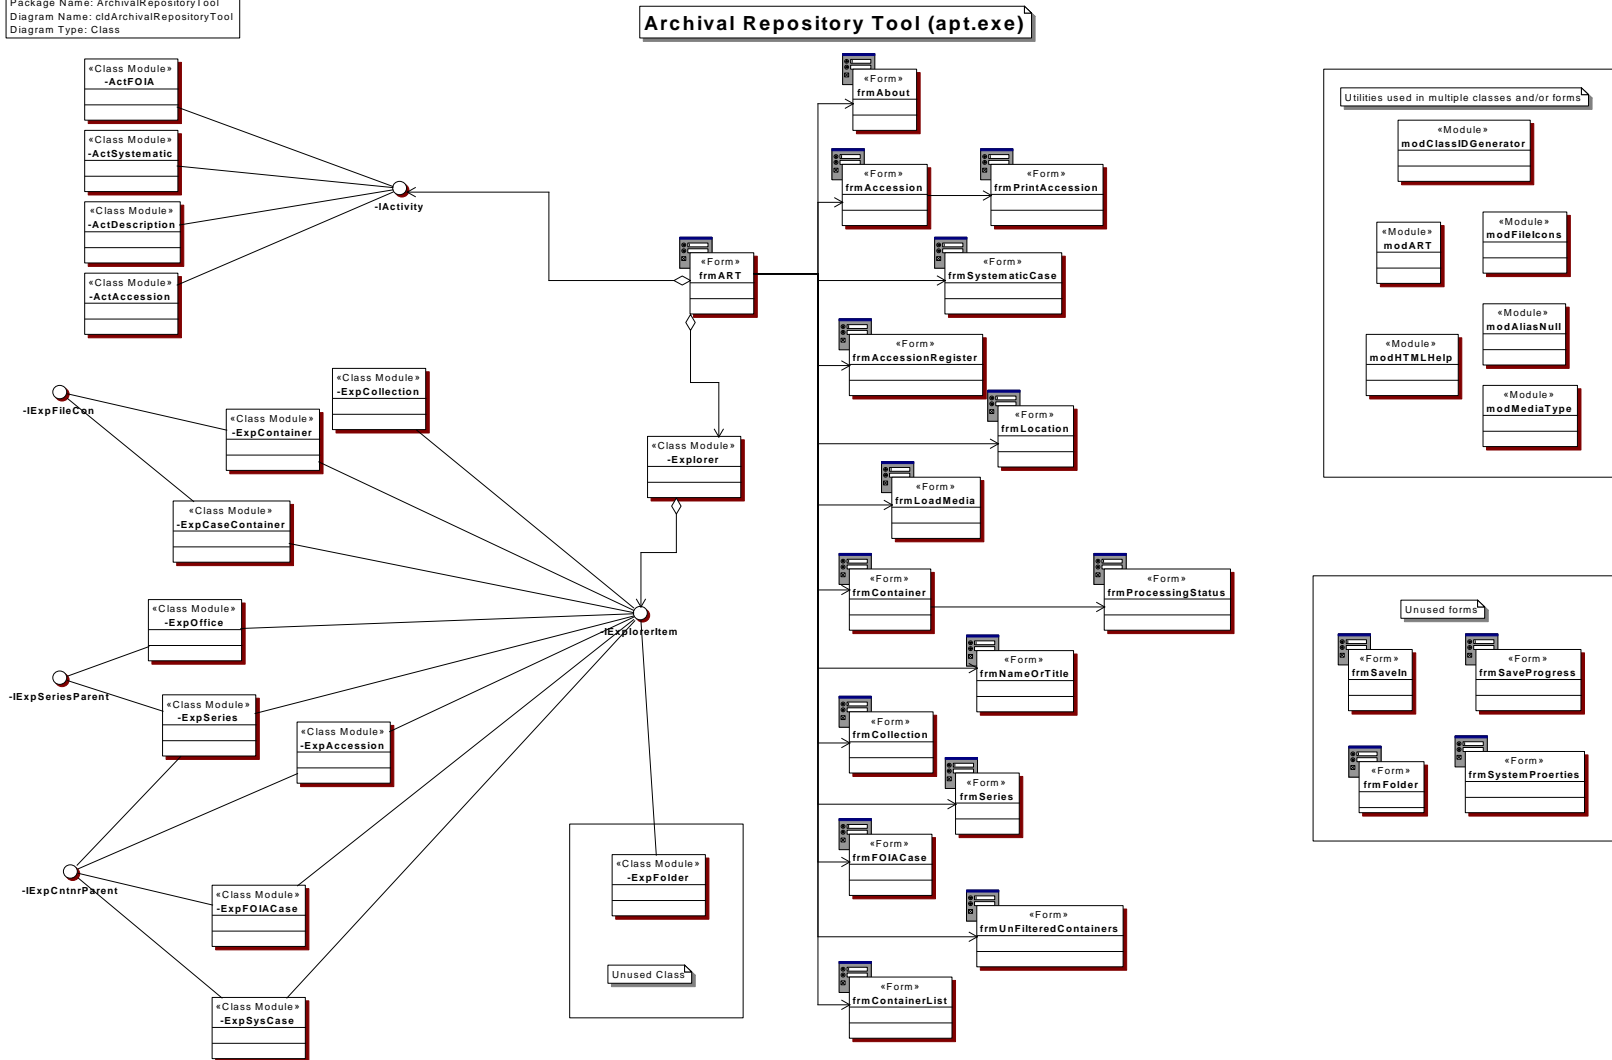 Package Name: ArchivalRepositoryTool
Diagram Name: cldArchivalRepositoryTool
Diagram Type: Class
Archival Repository Tool (apt.exe)
«Class Module»
-ActFOIA
«Class Module»
-ActSystematic
«Class Module»
-ActDescription
«Class Module»
-ActAccession
-IActivity
«Form»
frmART
«Class Module»
-Explorer
-IExpFileCon
«Class Module»
-ExpCollection
«Class Module»
-ExpContainer
«Class Module»
-ExpCaseContainer
«Class Module»
-ExpOffice
-IExplorerItem
-IExpSeriesParent
«Class Module»
-ExpSeries
«Class Module»
-ExpAccession
-IExpCntnrParent
«Class Module»
-ExpFOIACase
«Class Module»
-ExpSysCase
«Class Module»
-ExpFolder
Unused Class
«Form»
frmAbout
«Form»
frmAccession
«Form»
frmPrintAccession
«Form»
frmSystematicCase
«Form»
frmAccessionRegister
«Form»
frmLocation
«Form»
frmLoadMedia
«Form»
frmContainer
«Form»
frmProcessingStatus
«Form»
frmNameOrTitle
«Form»
frmCollection
«Form»
frmSeries
«Form»
frmFOIACase
«Form»
frmUnFilteredContainers
«Form»
frmContainerList
Utilities used in multiple classes and/or forms
«Module»
modClassIDGenerator
«Module»
modART
«Module»
modFileIcons
«Module»
modAliasNull
«Module»
modHTMLHelp
«Module»
modMediaType
Unused forms
«Form»
frmSaveIn
«Form»
frmSaveProgress
«Form»
frmFolder
«Form»
frmSystemProerties